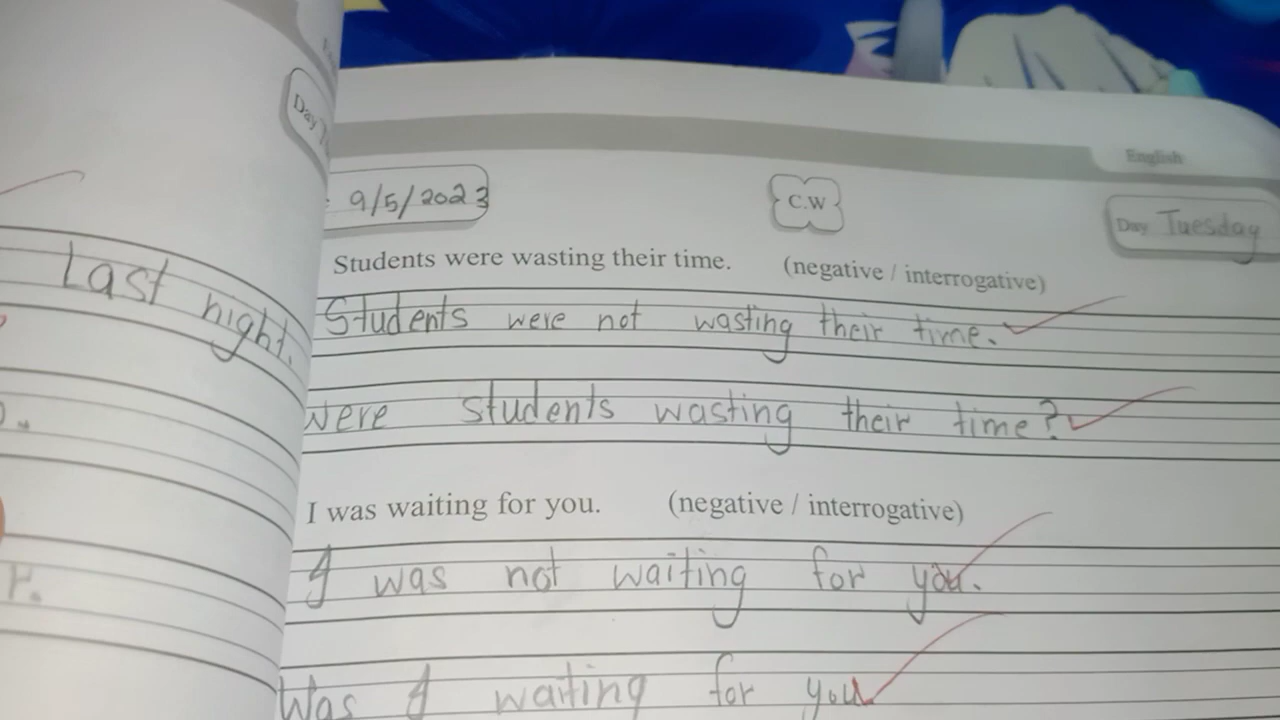 Last night.
English
9/5/2023
C.W
Day Tuesday
Students were wasting their time. (negative / interrogative)
Students were not wasting their time.
were students wasting their time?
I was waiting for you. (negative / interrogative)
I was not waiting for you.
Was I waiting for you